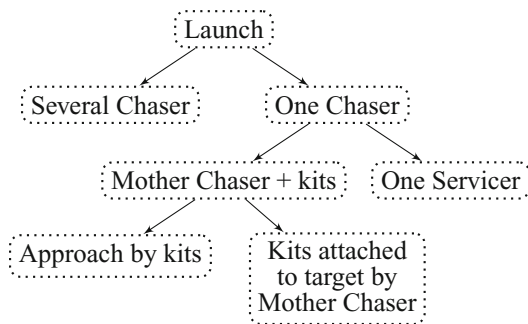 Launch
Several Chaser
One Chaser
Mother Chaser + kits
One Servicer
Approach by kits
Kits attached
to target by
Mother Chaser